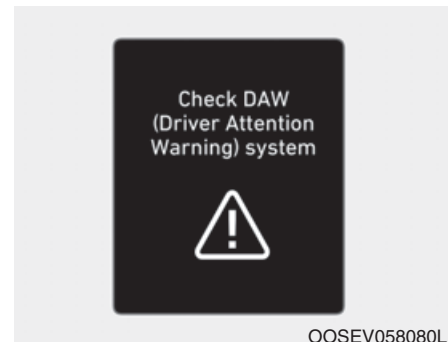 Check DAW
(Driver Attention
Warning) system
OOSEV058080L